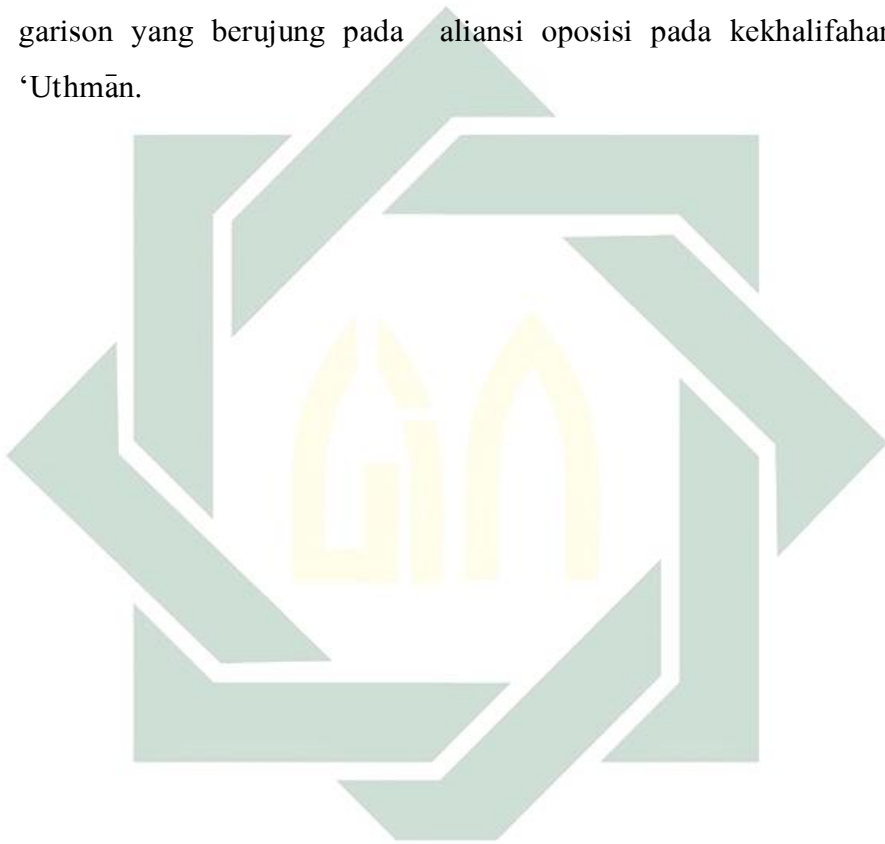 garison yang berujung pada aliansi oposisi pada kekhalifahan
‘Uthmān.